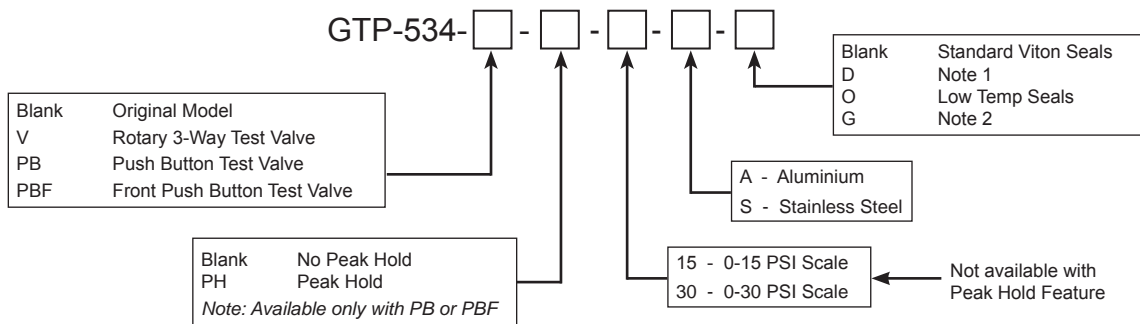 GTP-534- - - - -
Blank Original Model
V Rotary 3-Way Test Valve
PB Push Button Test Valve
PBF Front Push Button Test Valve
Blank No Peak Hold
PH Peak Hold
Note: Available only with PB or PBF
15 - 0-15 PSI Scale
30 - 0-30 PSI Scale
Not available with
Peak Hold Feature
A - Aluminium
S - Stainless Steel
Blank Standard Viton Seals
D Note 1
O Low Temp Seals
G Note 2